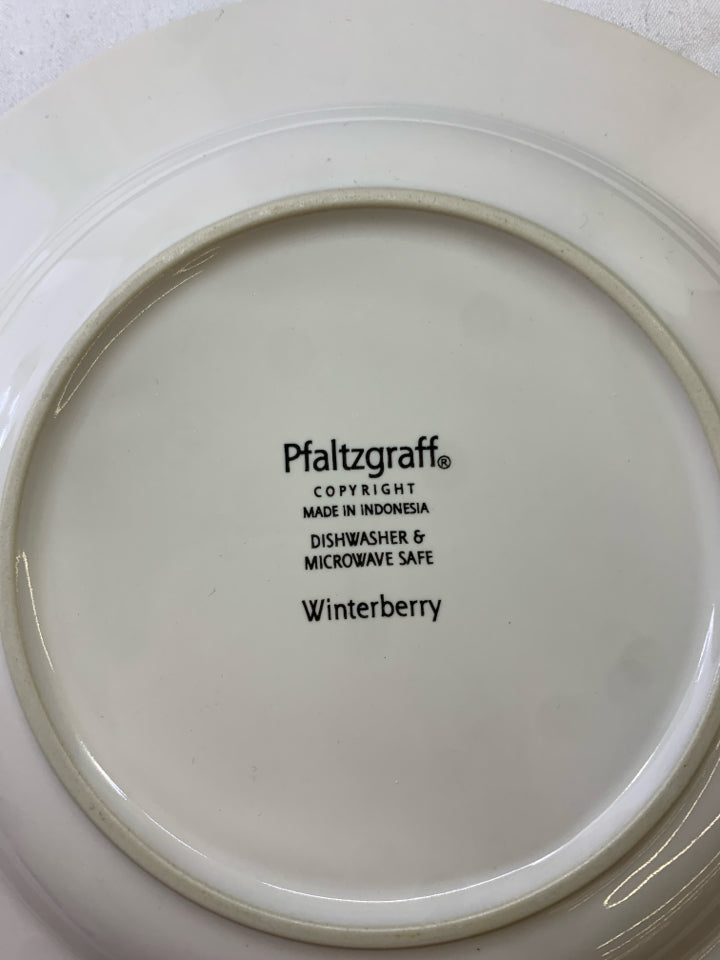 Pfaltzgraff®
COPYRIGHT
MADE IN INDONESIA
DISHWASHER &
MICROWAVE SAFE
Winterberry